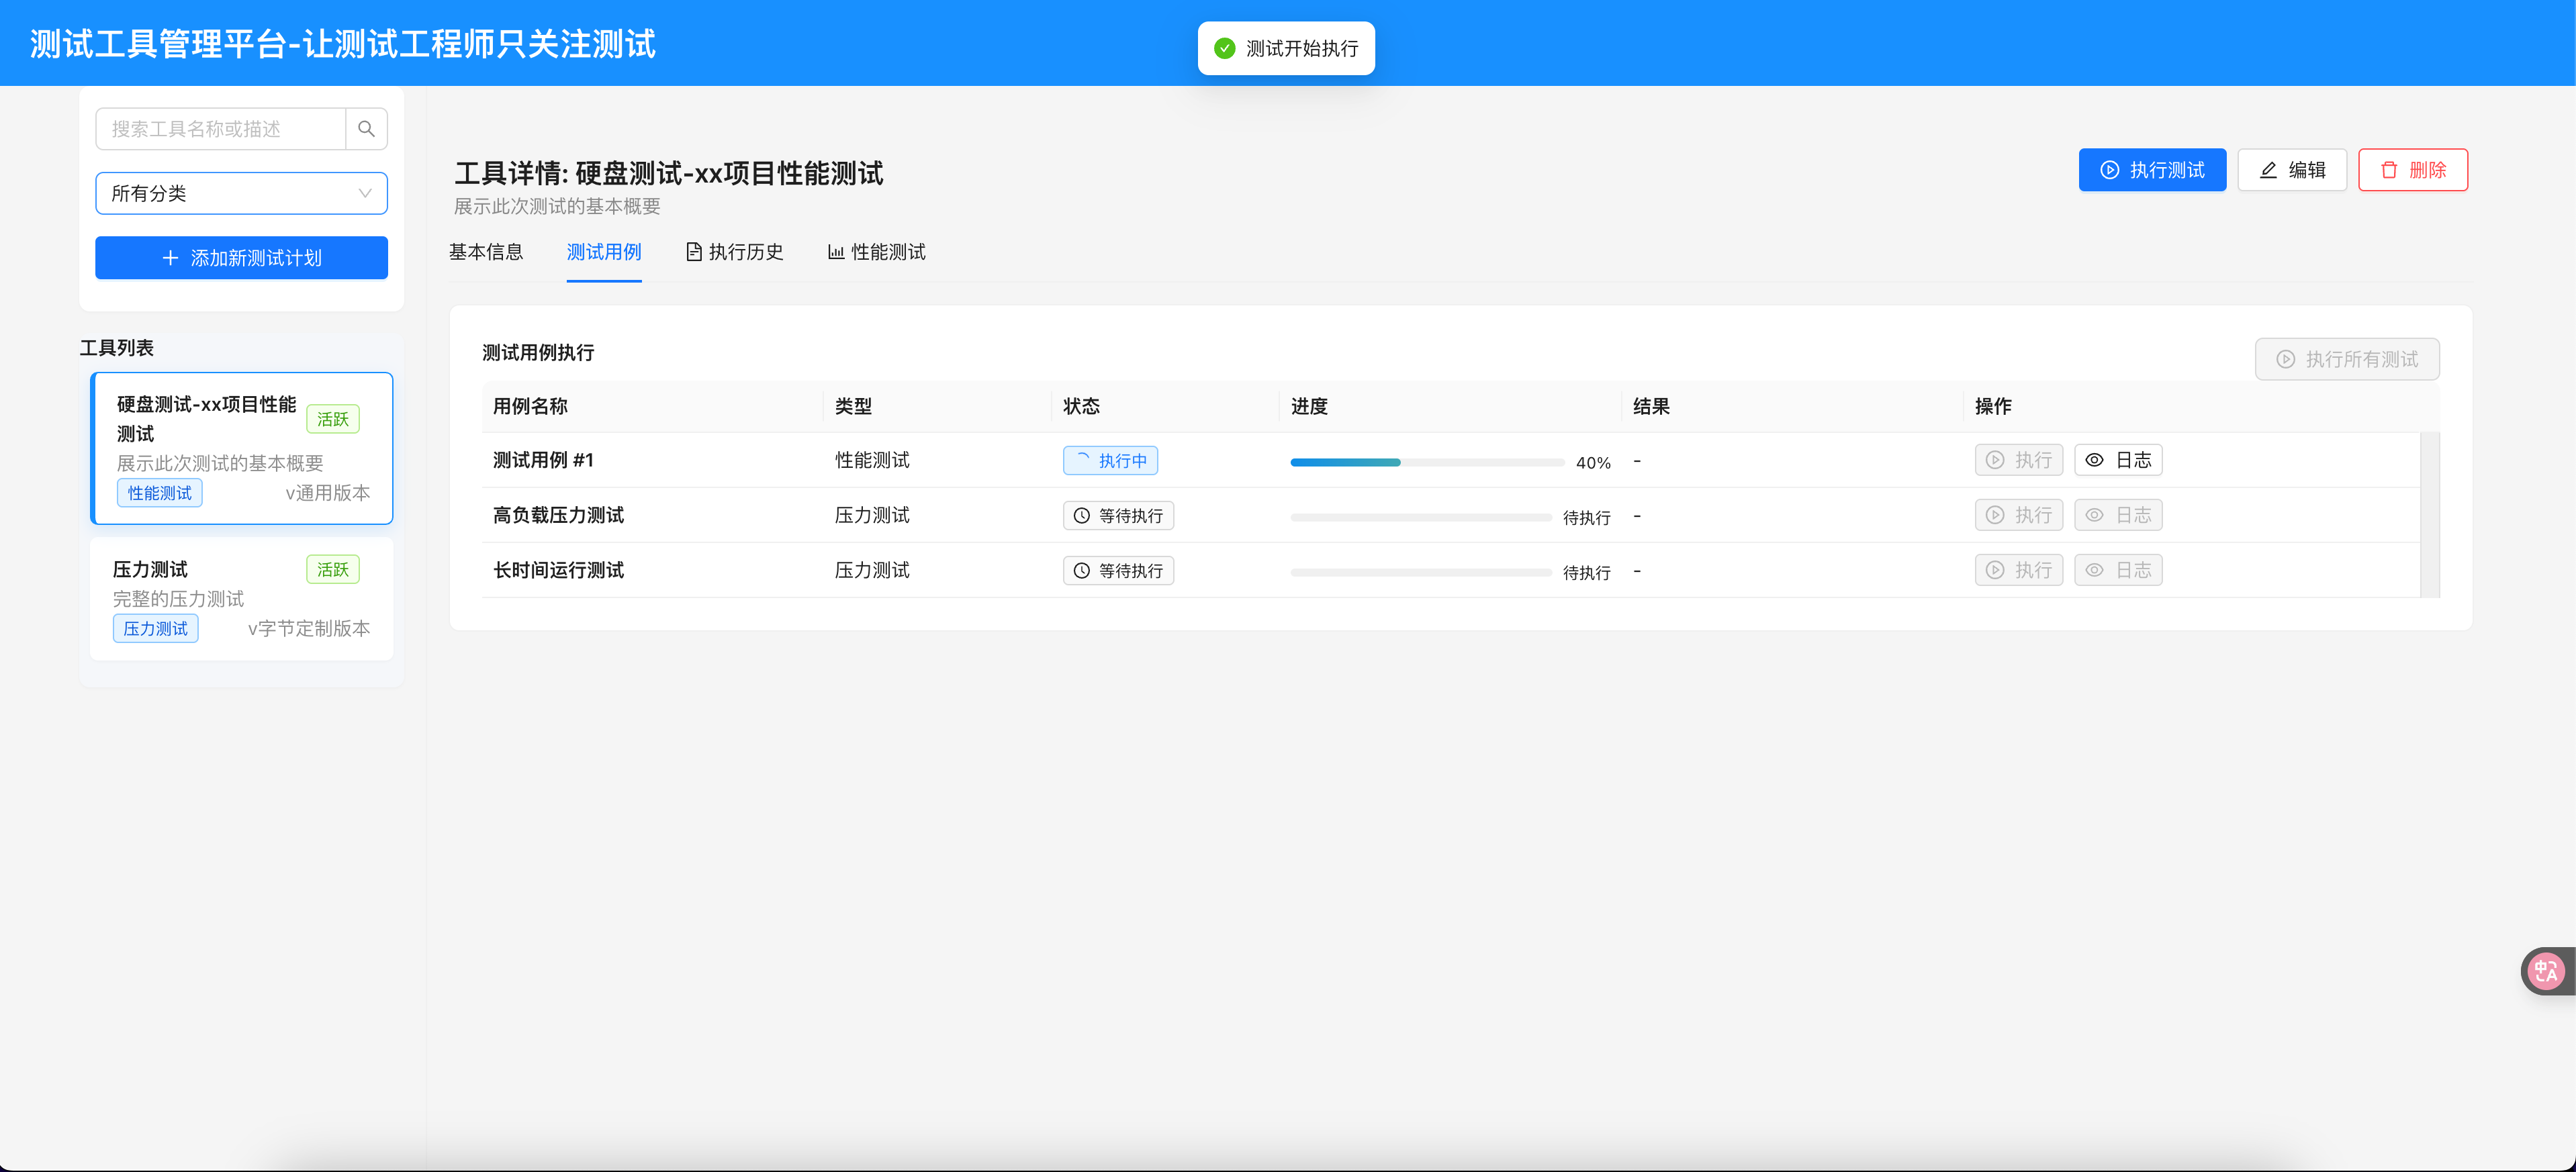 测试工具管理平台-让测试工程师只关注测试
测试开始执行
搜索工具名称或描述
所有分类
添加新测试计划
工具列表
硬盘测试-xx项目性能
测试
活跃
展示此次测试的基本概要
性能测试 v通用版本
压力测试 活跃
完整的压力测试
压力测试 v字节定制版本
工具详情: 硬盘测试-xx项目性能测试
展示此次测试的基本概要
执行测试 编辑 删除
基本信息 测试用例 执行历史 性能测试
测试用例执行
执行所有测试
用例名称 类型 状态 进度 结果 操作
测试用例 #1 性能测试 执行中 40% - 执行 日志
高负载压力测试 压力测试 等待执行 待执行 - 执行 日志
长时间运行测试 压力测试 等待执行 待执行 - 执行 日志
中A